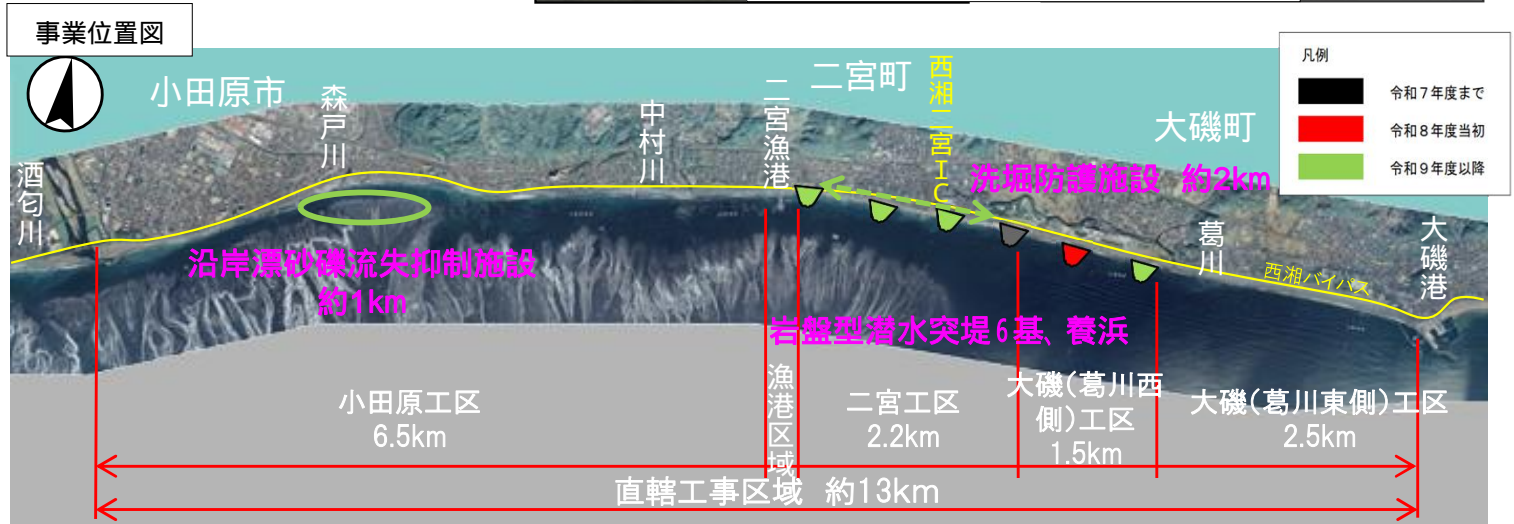 事業位置図
小田原市
森戸川
中村川
二宮漁港
二宮町
西湘二宮IC
大磯町
凡例
令和7年度まで
令和8年度当初
令和9年度以降
酒匂川
洗堀防護施設 約2km
葛川
大磯港
西湘バイパス
沿岸漂砂礫流失抑制施設
約1km
岩盤型潜水突堤6基、養浜
小田原工区
6.5km
漁港区域
二宮工区
2.2km
大磯(葛川西
側)工区
1.5km
大磯(葛川東側)工区
2.5km
直轄工事区域 約13km